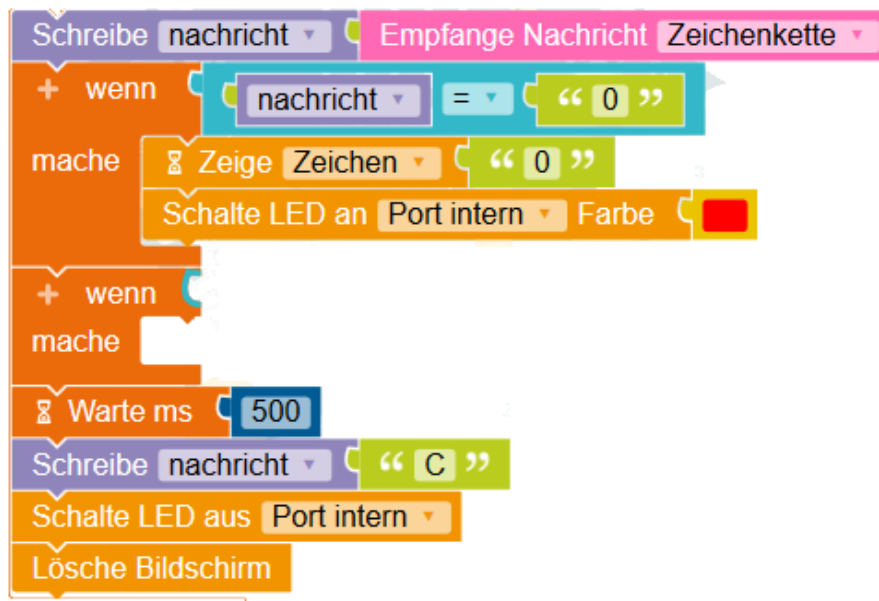 Schreibe nachricht Empfange Nachricht Zeichenkette
+ wenn nachricht = “ 0 ”
mache Zeige Zeichen “ 0 ”
Schalte LED an Port intern Farbe
+ wenn
mache
Warte ms 500
Schreibe nachricht “ C ”
Schalte LED aus Port intern
Lösche Bildschirm